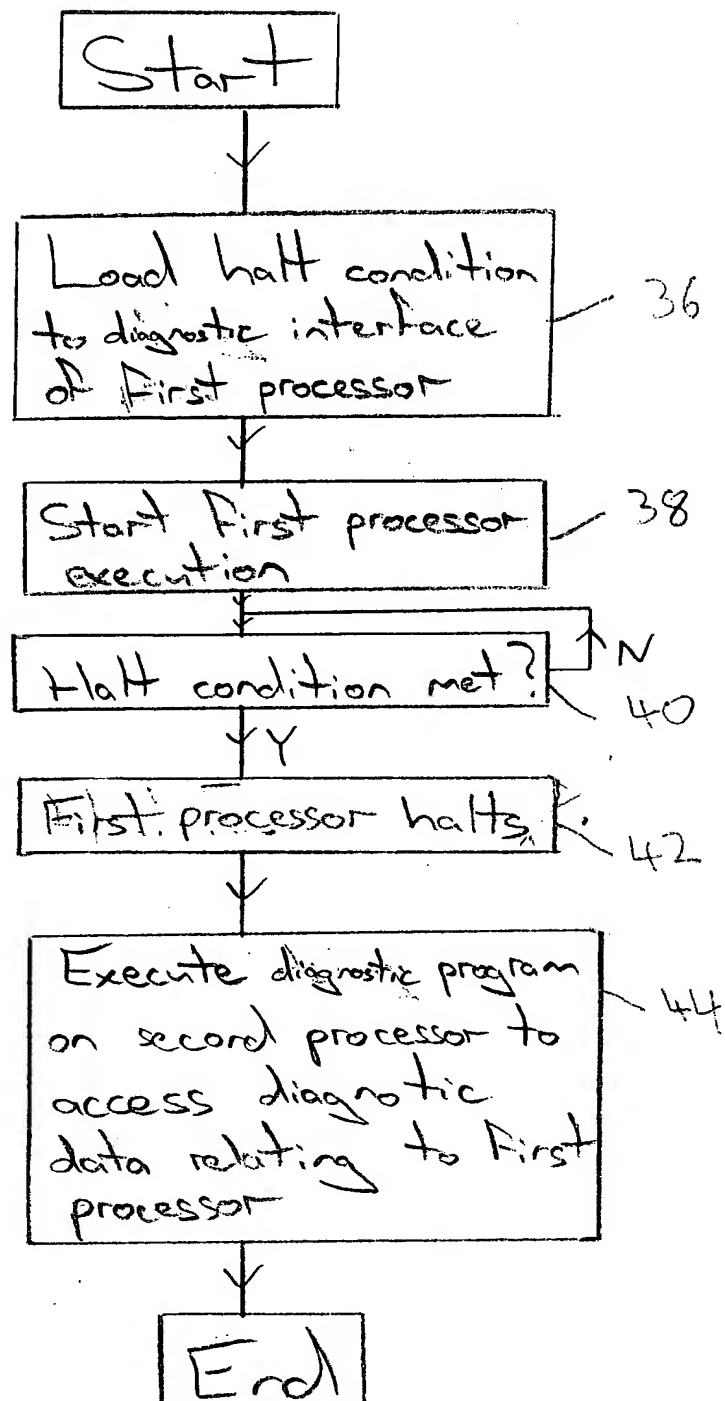 Start
Load halt condition
to diagnostic interface
of First processor
36
Start First processor
execution
38
Halt condition met?
N
40
Y
First processor halts
42
Execute diagnostic program
on second processor to
access diagnotic
data relating to First
processor
44
End